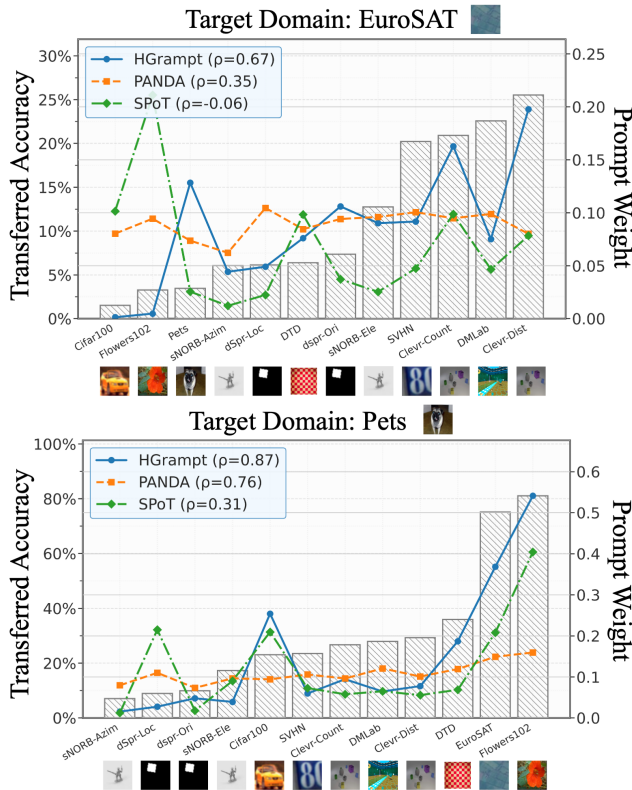 Target Domain: EuroSAT
HGrampt (ρ=0.67)
PANDA (ρ=0.35)
SPoT (ρ=-0.06)
Transferred Accuracy
30%
25%
20%
15%
10%
5%
0%
Prompt Weight
0.25
0.20
0.15
0.10
0.05
0.00
Cifar100
Flowers102
Pets
sNORB-Azim
dSpr-Loc
DTD
dspr-Ori
sNORB-Ele
SVHN
Clevr-Count
DMLab
Clevr-Dist
Target Domain: Pets
HGrampt (ρ=0.87)
PANDA (ρ=0.76)
SPoT (ρ=0.31)
Transferred Accuracy
100%
80%
60%
40%
20%
0%
Prompt Weight
0.6
0.5
0.4
0.3
0.2
0.1
0.0
sNORB-Azim
dSpr-Loc
dSpr-Ori
sNORB-Ele
Cifar100
SVHN
Clevr-Count
DMLab
Clevr-Dist
DTD
EuroSAT
Flowers102